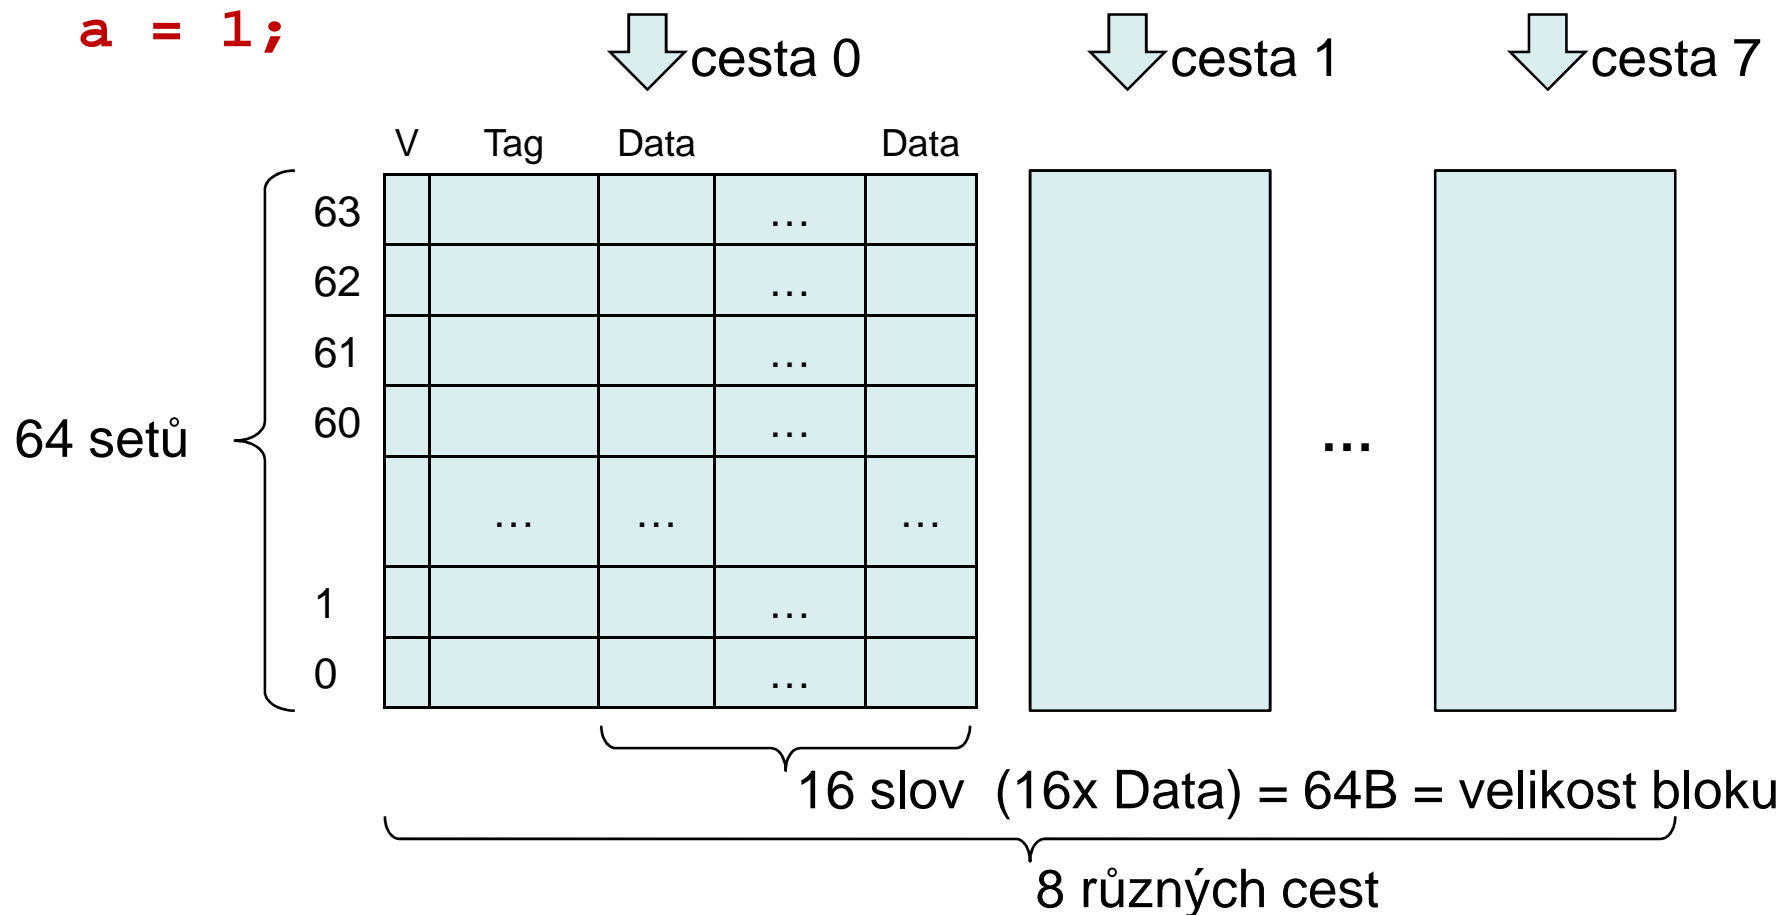 a = 1;
cesta 0 cesta 1 cesta 7
V Tag Data Data
63 …
62 …
61 …
60 …
64 setů …
… … …
1 …
0 …
16 slov (16x Data) = 64B = velikost bloku
8 různých cest